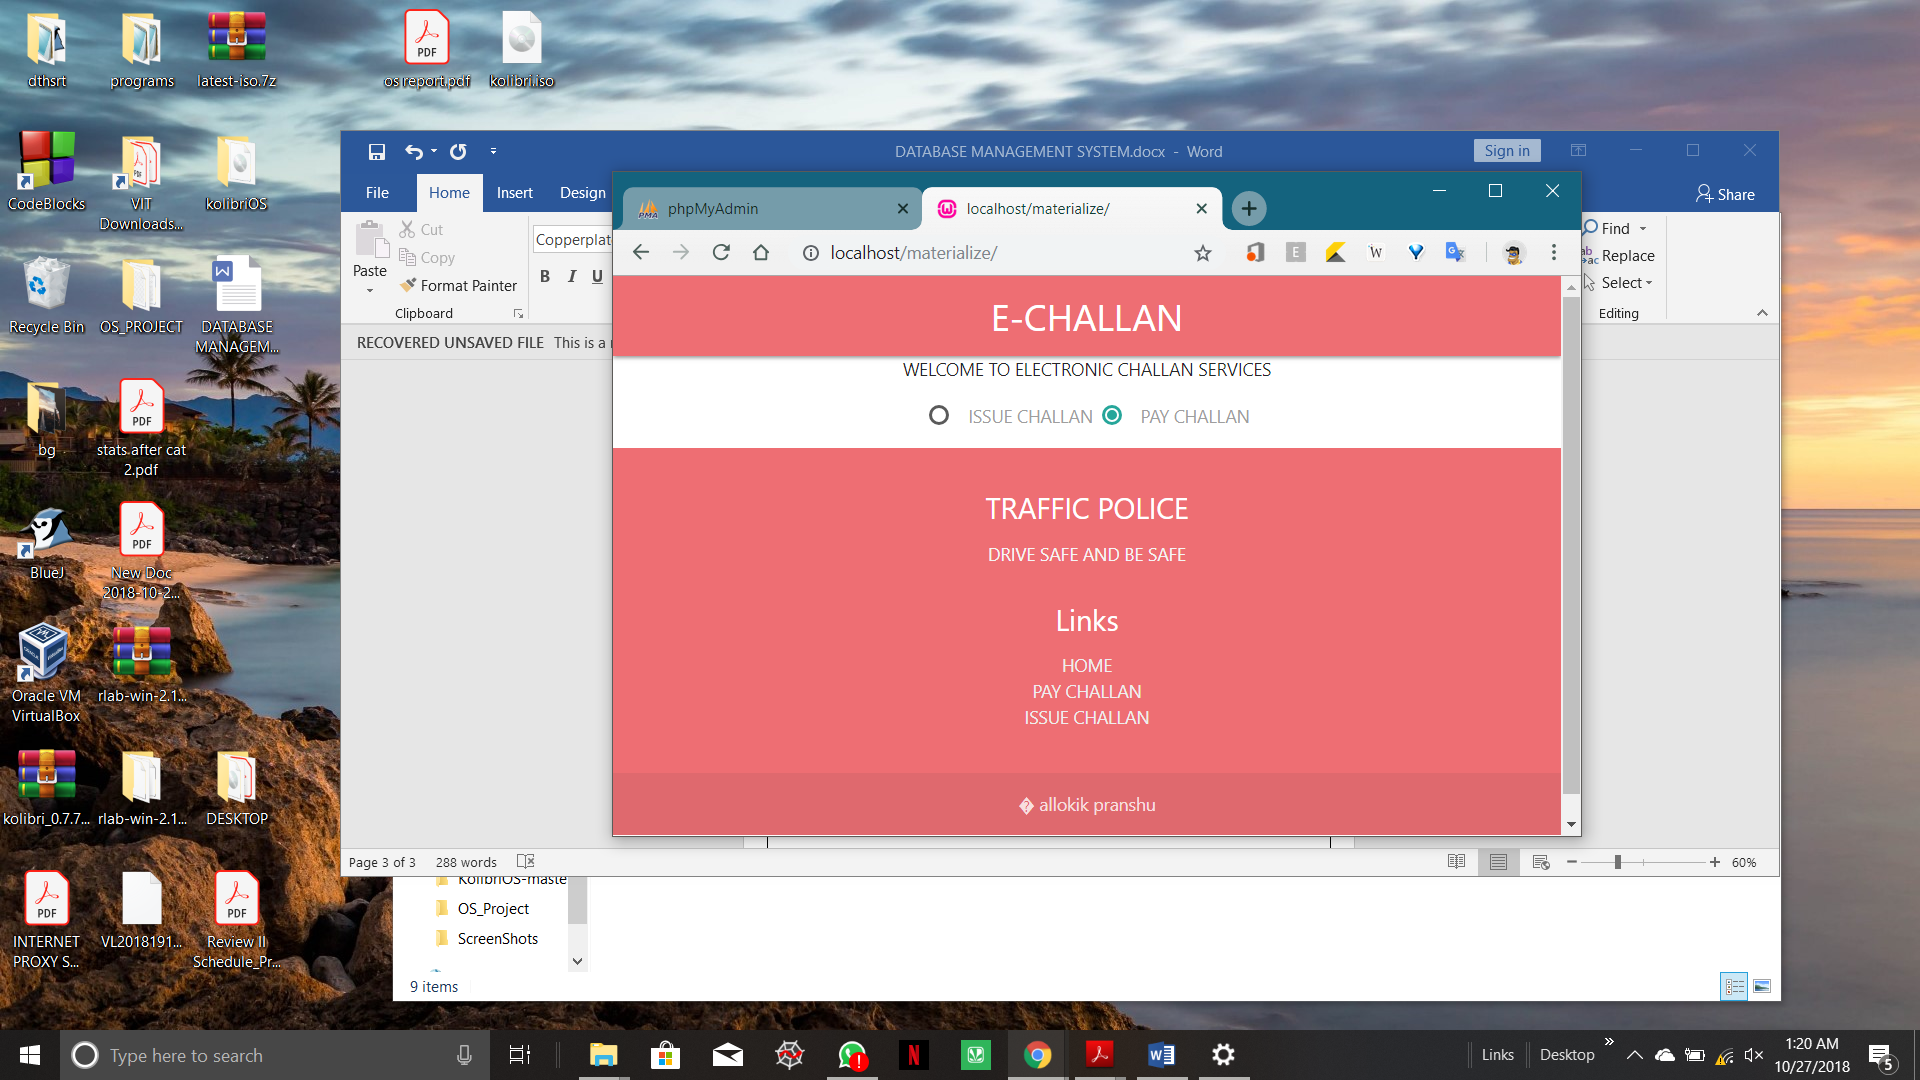 dthsrt
programs
latest-iso.7z
os report.pdf
kolibri.iso
CodeBlocks
VIT
Downloads...
kolibriOS
Recycle Bin
OS_PROJECT
DATABASE
MANAGEM...
bg
stats after cat
2.pdf
BlueJ
New Doc
2018-10-2...
Oracle VM
VirtualBox
rlab-win-2.1...
kolibri_0.7.7...
rlab-win-2.1...
DESKTOP
INTERNET
PROXY S...
VL2018191...
Review II
Schedule_Pr...
DATABASE MANAGEMENT SYSTEM.docx - Word
Sign in
File
Home
Insert
Design
Share
Paste
Cut
Copy
Format Painter
Clipboard
Copperplat
B I U
Find
Replace
Select
Editing
RECOVERED UNSAVED FILE This is a
phpMyAdmin
localhost/materialize/
localhost/materialize/
E-CHALLAN
WELCOME TO ELECTRONIC CHALLAN SERVICES
ISSUE CHALLAN
PAY CHALLAN
TRAFFIC POLICE
DRIVE SAFE AND BE SAFE
Links
HOME
PAY CHALLAN
ISSUE CHALLAN
� allokik pranshu
Page 3 of 3
288 words
60%
KolibriOS-maste
OS_Project
ScreenShots
9 items
Type here to search
Links
Desktop
1:20 AM
10/27/2018
5